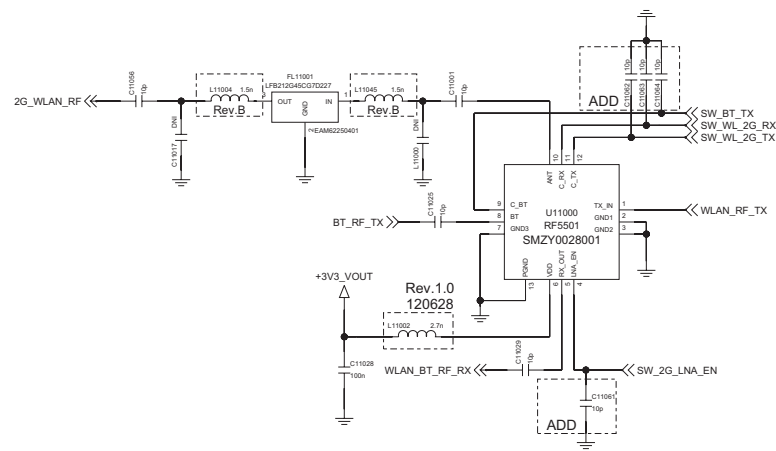 C11056
10p
2G_WLAN_RF
DNI
C11017
L11004 1.5n
Rev.B
FL11001
LFB212G45CG7D227
3
OUT
IN
1
GND
2
EAM62250401
L11045 1.5n
Rev.B
DNI
L11000
C11001
10p
ADD
C11062
10p
C11063
10p
C11064
10p
SW_BT_TX
SW_WL_2G_RX
SW_WL_2G_TX
10
11
12
ANT
C_RX
C_TX
9
C_BT
8
BT
7
GND3
U11000
RF5501
SMZY0028001
TX_IN
1
GND1
2
GND2
3
WLAN_RF_TX
BT_RF_TX
C11025
10p
PGND
VDD
RX_OUT
LNA_EN
13
6
5
4
+3V3_VOUT
Rev.1.0
120628
L11002 2.7n
C11028
100n
WLAN_BT_RF_RX
C11029
10p
SW_2G_LNA_EN
C11061
10p
ADD